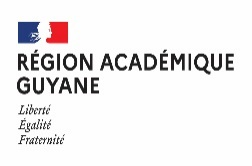 RÉGION ACADÉMIQUE
GUYANE
Liberté
Égalité
Fraternité